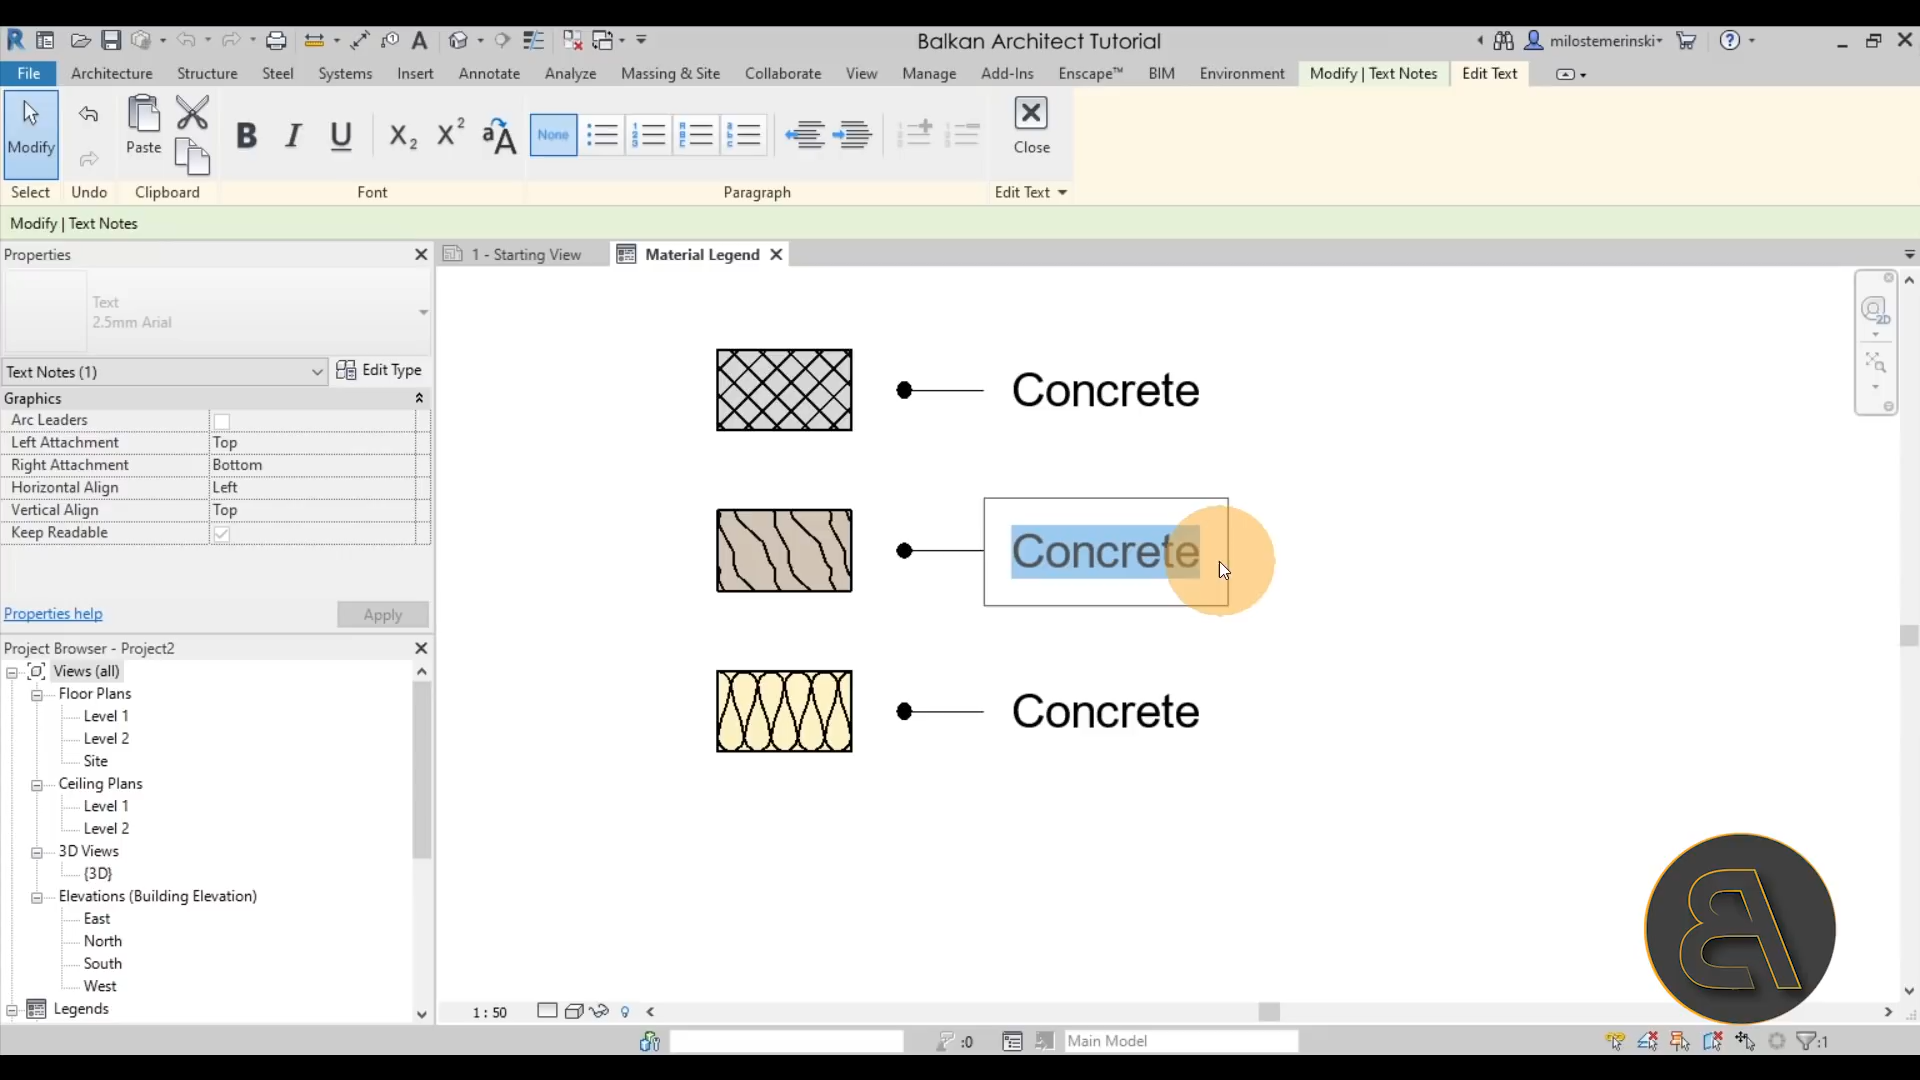 Balkan Architect Tutorial
milostemerinski
File Architecture Structure Steel Systems Insert Annotate Analyze Massing & Site Collaborate View Manage Add-Ins Enscape™ BIM Environment Modify | Text Notes Edit Text
Modify
Paste
None
Close
Select Undo Clipboard Font Paragraph Edit Text
Modify | Text Notes
Properties
1 - Starting View
Material Legend
Text
2.5mm Arial
Text Notes (1)
Edit Type
Graphics
Arc Leaders
Left Attachment Top
Right Attachment Bottom
Horizontal Align Left
Vertical Align Top
Keep Readable
Properties help
Apply
Project Browser - Project2
Views (all)
Floor Plans
Level 1
Level 2
Site
Ceiling Plans
Level 1
Level 2
3D Views
{3D}
Elevations (Building Elevation)
East
North
South
West
Legends
Concrete
Concrete
Concrete
2D
1 : 50
:0
Main Model
:1